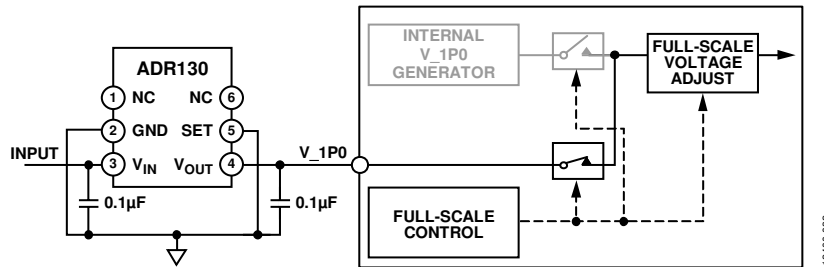 INTERNAL
V_1P0
GENERATOR
FULL-SCALE
VOLTAGE
ADJUST
ADR130
1 NC
NC 6
2 GND
SET 5
INPUT
3 VIN
VOUT 4
V_1P0
0.1µF
0.1µF
FULL-SCALE
CONTROL